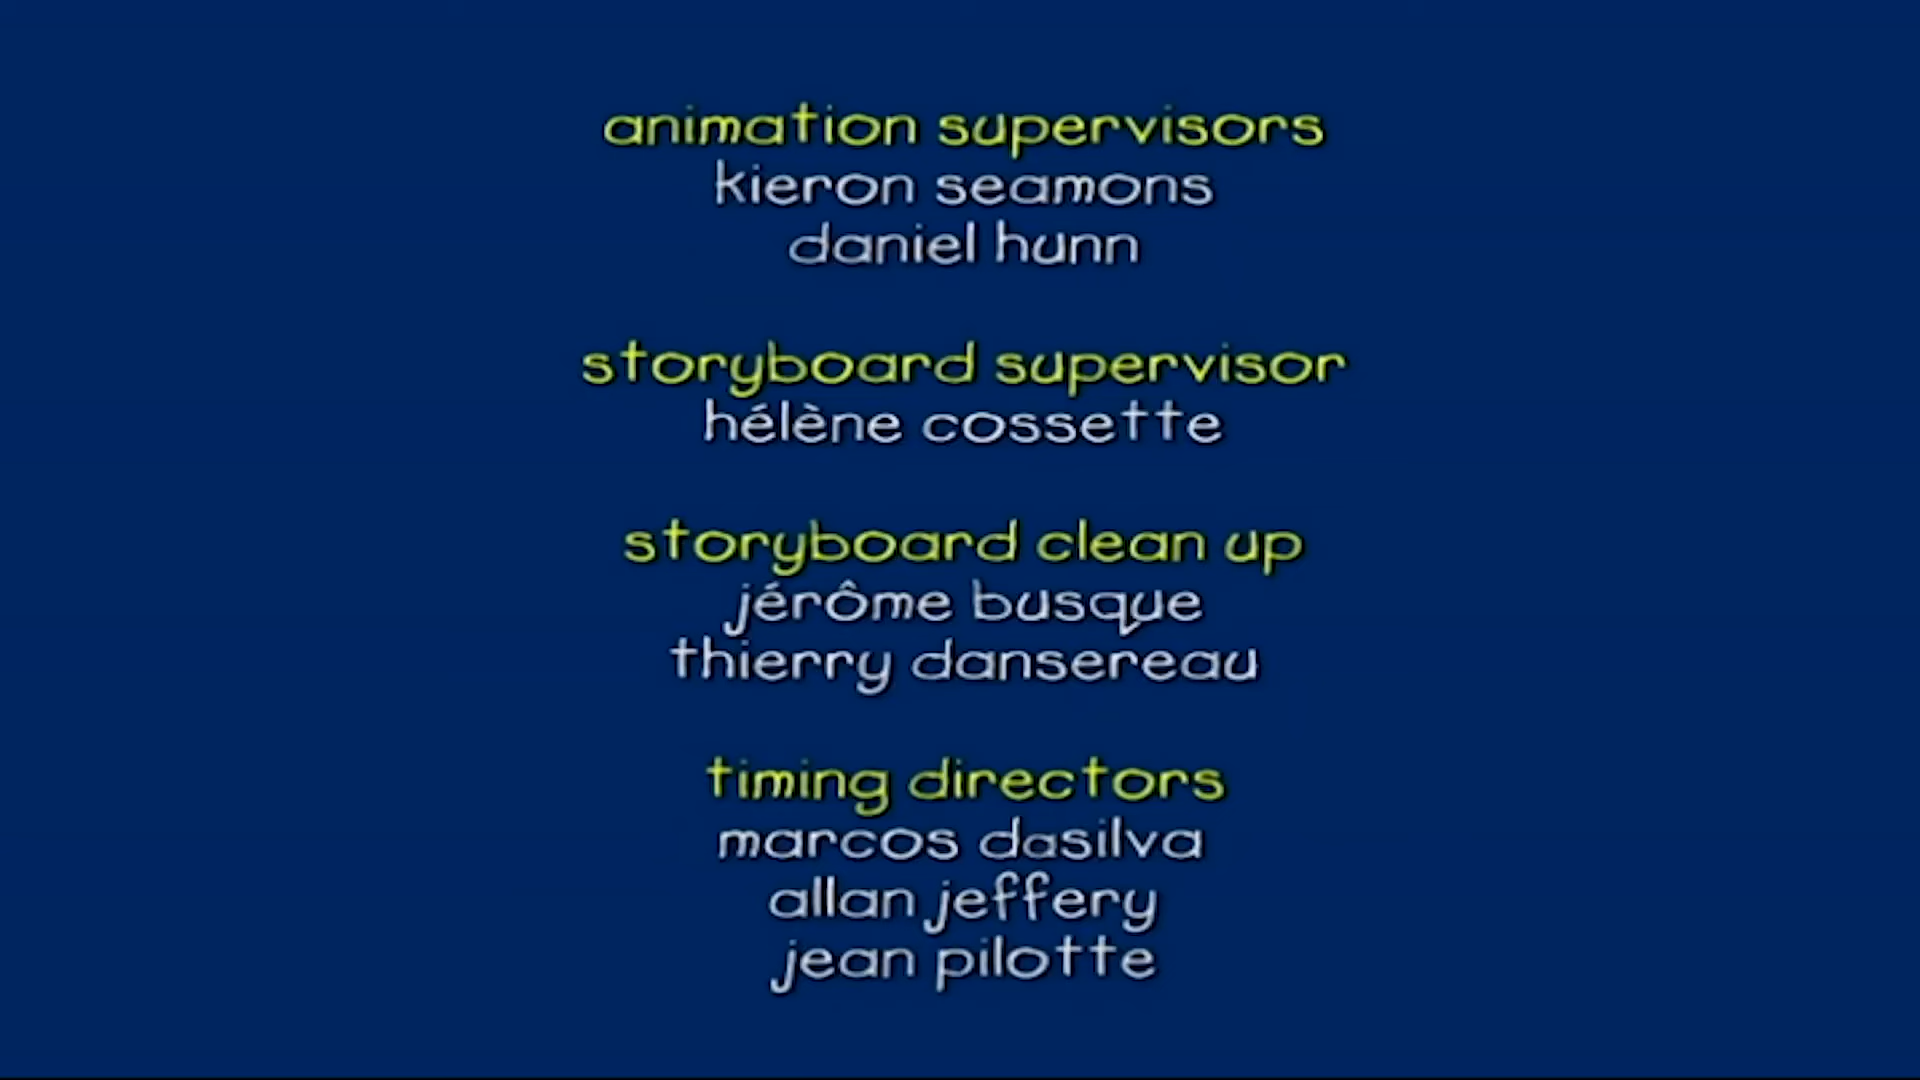 animation supervisors
kieron seamons
daniel hunn
storyboard supervisor
hélène cossette
storyboard clean up
jérôme busque
thierry dansereau
timing directors
marcos dasilva
allan jeffery
jean pilotte